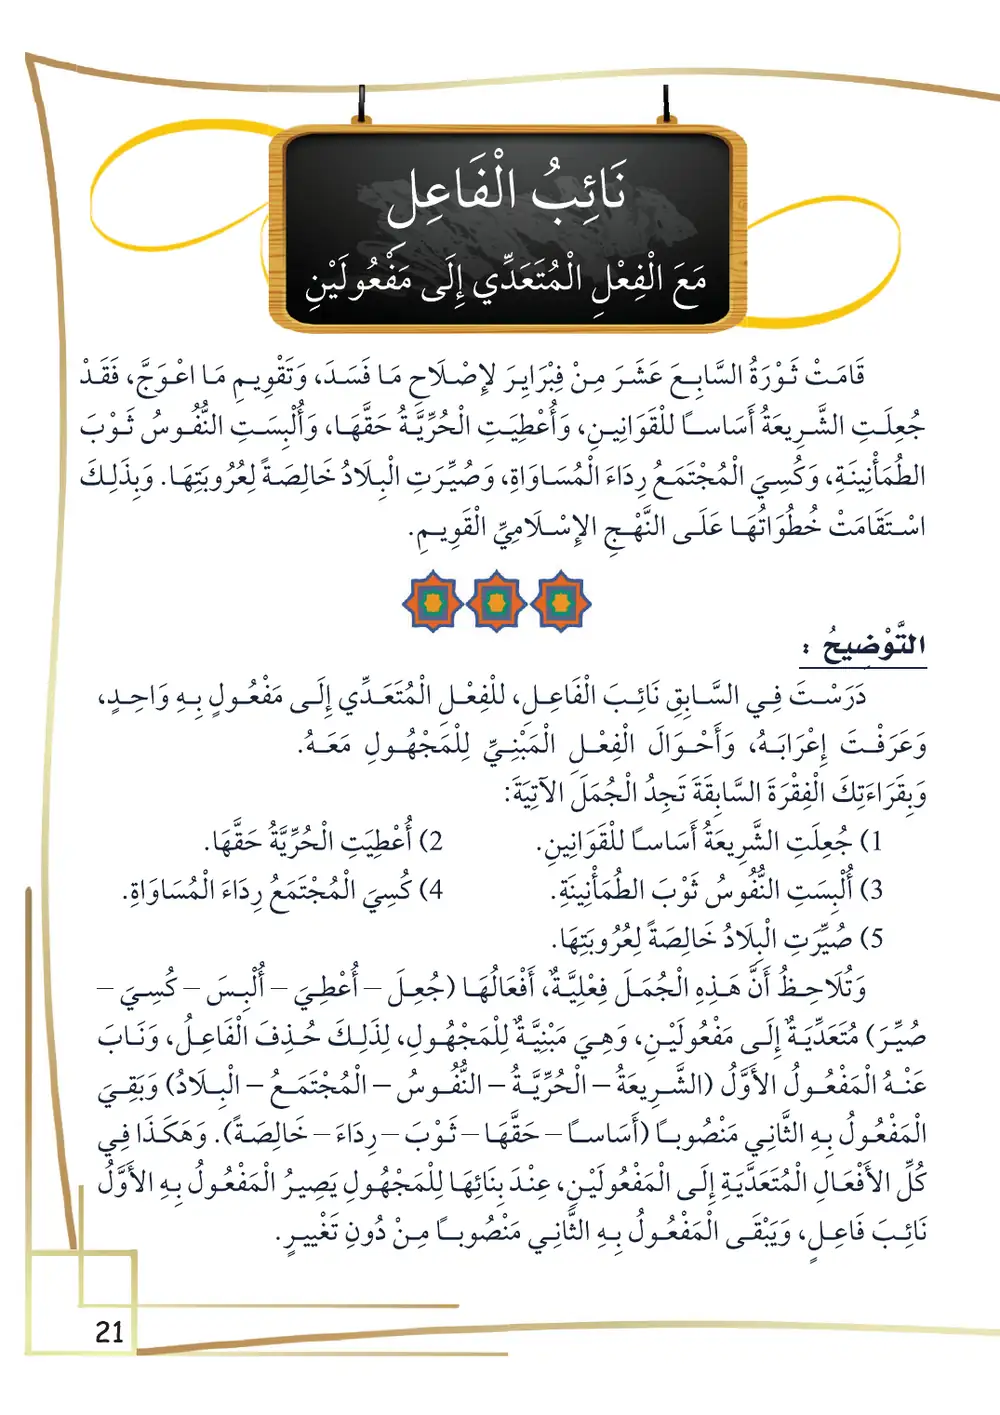 نَائِبُ الْفَاعِلِ
مَعَ الْفِعْلِ الْمُتَعَدِّي إِلَى مَفْعُولَيْنِ
قَامَتْ ثَوْرَةُ السَّابِعَ عَشَرَ مِنْ فِبْرَايِرَ لِإِصْلَاحِ مَا فَسَدَ، وَتَقْوِيمِ مَا اعْوَجَّ، فَقَدْ
جُعِلَتِ الشَّرِيعَةُ أَسَاسًا للْقَوَانِينِ، وَأُعْطِيَتِ الْحُرِّيَّةُ حَقَّهَا، وَأُلْبِسَتِ النُّفُوسُ ثَوْبَ
الطُمَأْنِينَةِ، وَكُسِيَ الْمُجْتَمَعُ رِدَاءَ الْمُسَاوَاةِ، وَصُيِّرَتِ الْبِلَادُ خَالِصَةً لِعُرُوبَتِهَا. وَبِذَلِكَ
اسْتَقَامَتْ خُطُوَاتُهَا عَلَى النَّهْجِ الإِسْلَامِيِّ الْقَوِيمِ.
التَّوْضِيحُ :
دَرَسْتَ فِي السَّابِقِ نَائِبَ الْفَاعِلِ، للْفِعْلِ الْمُتَعَدِّي إِلَى مَفْعُولٍ بِهِ وَاحِدٍ،
وَعَرَفْتَ إِعْرَابَهُ، وَأَحْوَالَ الْفِعْلِ الْمَبْنِيِّ لِلْمَجْهُولِ مَعَهُ.
وَبِقَرَاءَتِكَ الْفِقْرَةَ السَّابِقَةَ تَجِدُ الْجُمَلَ الآتِيَةَ:
1) جُعِلَتِ الشَّرِيعَةُ أَسَاسًا للْقَوَانِينِ. 2) أُعْطِيَتِ الْحُرِّيَّةُ حَقَّهَا.
3) أُلْبِسَتِ النُّفُوسُ ثَوْبَ الطُمَأْنِينَةِ. 4) كُسِيَ الْمُجْتَمَعُ رِدَاءَ الْمُسَاوَاةِ.
5) صُيِّرَتِ الْبِلَادُ خَالِصَةً لِعُرُوبَتِهَا.
وَتُلَاحِظُ أَنَّ هَذِهِ الْجُمَلَ فِعْلِيَّةٌ، أَفْعَالُهَا (جُعِلَ – أُعْطِيَ – أُلْبِسَ – كُسِيَ –
صُيِّرَ) مُتَعَدِّيَةٌ إِلَى مَفْعُولَيْنِ، وَهِيَ مَبْنِيَّةٌ لِلْمَجْهُولِ، لِذَلِكَ حُذِفَ الْفَاعِلُ، وَنَابَ
عَنْهُ الْمَفْعُولُ الأَوَّلُ (الشَّرِيعَةُ – الْحُرِّيَّةُ – النُّفُوسُ – الْمُجْتَمَعُ – الْبِلَادُ) وَبَقِيَ
الْمَفْعُولُ بِهِ الثَّانِي مَنْصُوبًا (أَسَاسًا – حَقَّهَا – ثَوْبَ – رِدَاءَ – خَالِصَةً). وَهَكَذَا فِي
كُلِّ الأَفْعَالِ الْمُتَعَدِّيَةِ إِلَى الْمَفْعُولَيْنِ، عِنْدَ بِنَائِهَا لِلْمَجْهُولِ يَصِيرُ الْمَفْعُولُ بِهِ الأَوَّلُ
نَائِبَ فَاعِلٍ، وَيَبْقَى الْمَفْعُولُ بِهِ الثَّانِي مَنْصُوبًا مِنْ دُونِ تَغْيِيرٍ.
21